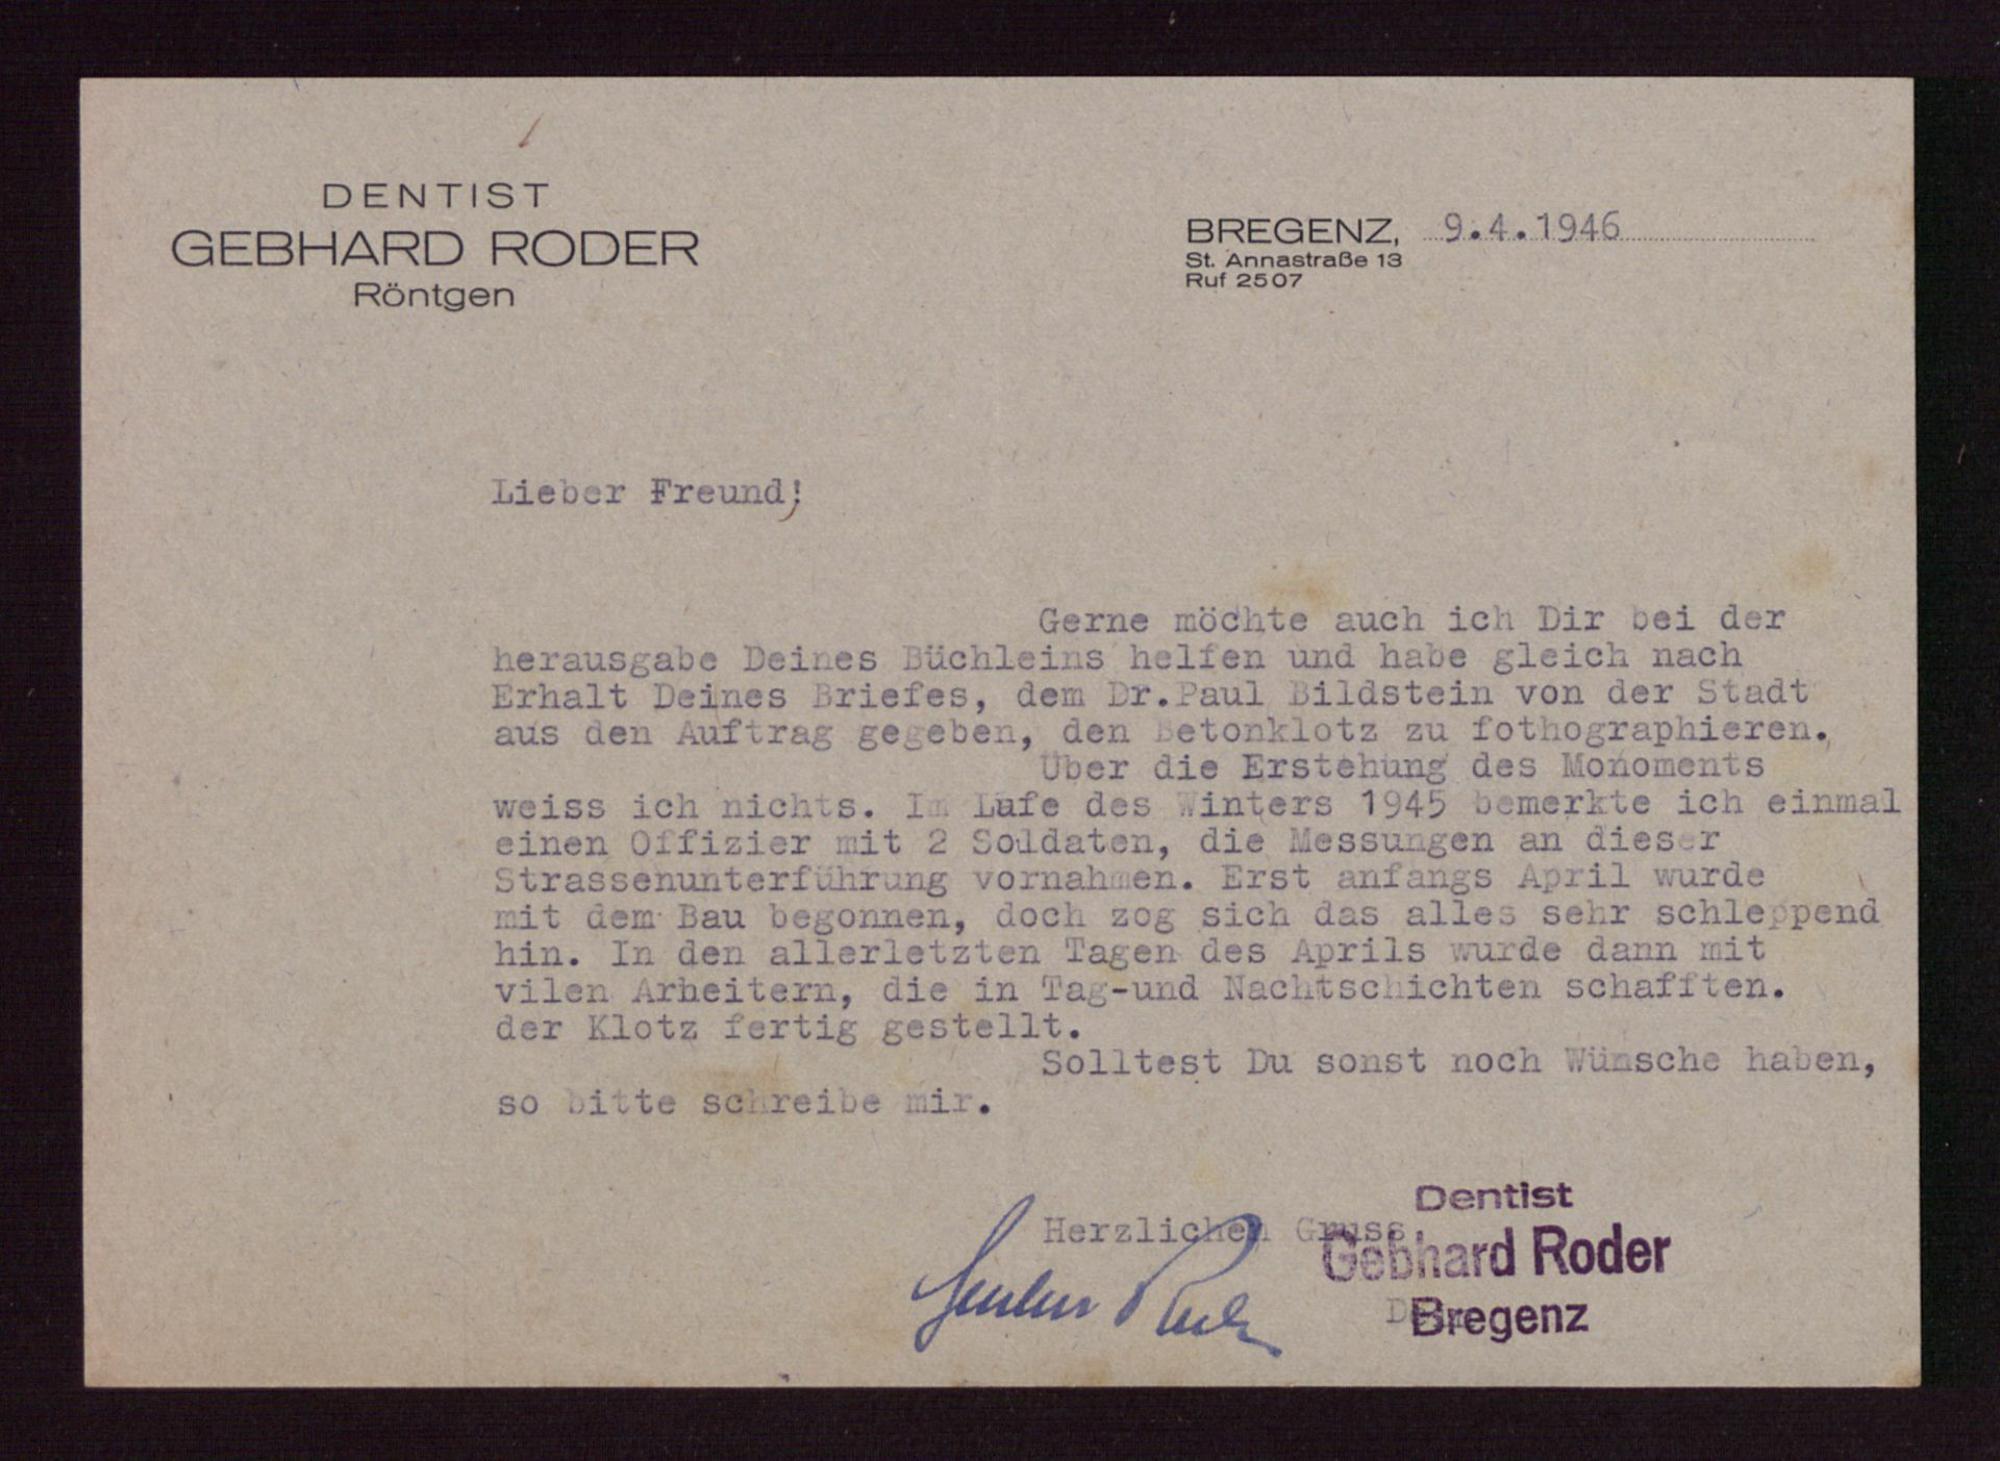 DENTIST
GEBHARD RODER
Röntgen
BREGENZ, 9.4.1946
St. Annastraße 13
Ruf 2507
Lieber Freund!
Gerne möchte auch ich Dir bei der
herausgabe Deines Büchleins helfen und habe gleich nach
Erhalt Deines Briefes, dem Dr.Paul Bildstein von der Stadt
aus den Auftrag gegeben, den Betonklotz zu fothographieren.
Über die Erstehung des Monoments
weiss ich nichts. Im Lufe des Winters 1945 bemerkte ich einmal
einen Offizier mit 2 Soldaten, die Messungen an dieser
Strassenunterführung vornahmen. Erst anfangs April wurde
mit dem Bau begonnen, doch zog sich das alles sehr schleppend
hin. In den allerletzten Tagen des Aprils wurde dann mit
vilen Arbeitern, die in Tag-und Nachtschichten schafften.
der Klotz fertig gestellt.
Solltest Du sonst noch Wünsche haben,
so bitte schreibe mir.
Herzlichen Gruss
Dentist
Gebhard Roder
Bregenz